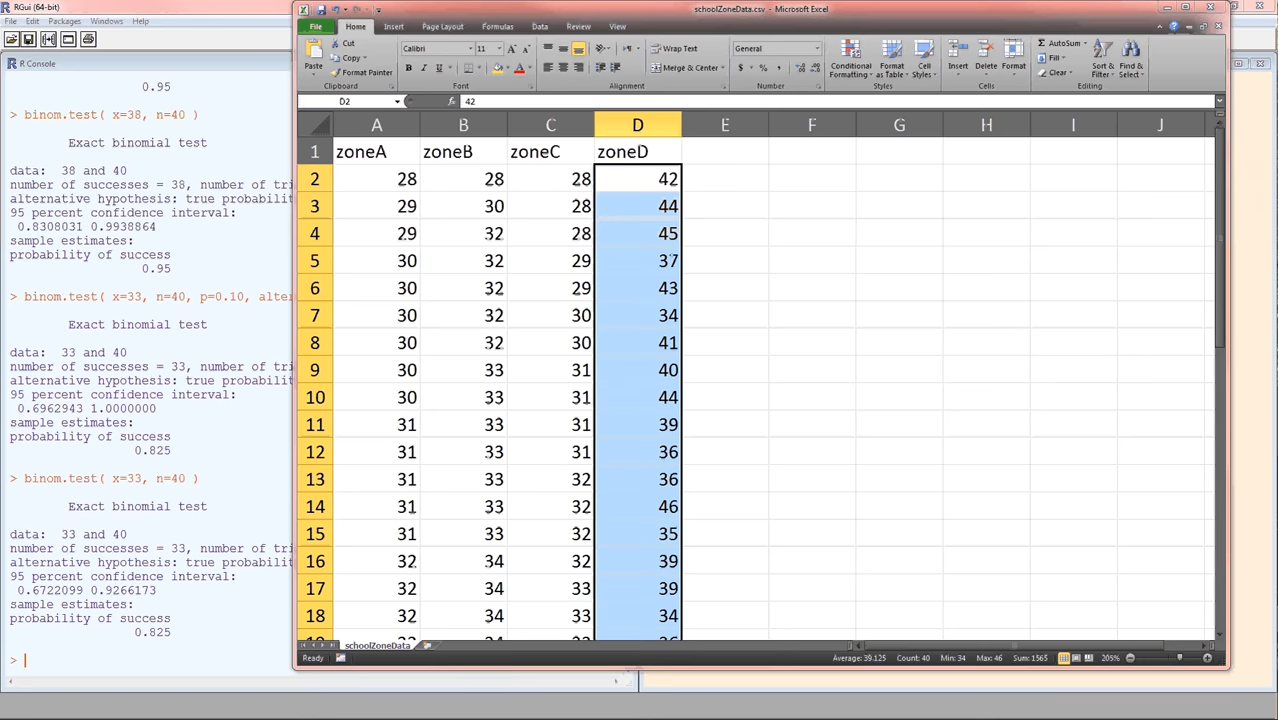 RGui (64-bit)
File Edit Packages Windows Help
R Console
0.95
> binom.test( x=38, n=40 )
Exact binomial test
data: 38 and 40
number of successes = 38, number of tri
alternative hypothesis: true probabilit
95 percent confidence interval:
0.8308031 0.9938864
sample estimates:
probability of success
0.95
> binom.test( x=33, n=40, p=0.10, alter
Exact binomial test
data: 33 and 40
number of successes = 33, number of tri
alternative hypothesis: true probabilit
95 percent confidence interval:
0.6962943 1.0000000
sample estimates:
probability of success
0.825
> binom.test( x=33, n=40 )
Exact binomial test
data: 33 and 40
number of successes = 33, number of tri
alternative hypothesis: true probabilit
95 percent confidence interval:
0.6722099 0.9266173
sample estimates:
probability of success
0.825
>
schoolZoneData.csv - Microsoft Excel
File Home Insert Page Layout Formulas Data Review View
Cut
Copy
Format Painter
Paste
Clipboard
Calibri 11
B I U
Font
Wrap Text
Merge & Center
Alignment
General
$ % ,
Number
Conditional Formatting
Format as Table
Cell Styles
Styles
Insert Delete Format
Cells
AutoSum
Fill
Clear
Sort & Filter
Find & Select
Editing
D2 fx 42
A B C D E F G H I J
1 zoneA zoneB zoneC zoneD
2 28 28 28 42
3 29 30 28 44
4 29 32 28 45
5 30 32 29 37
6 30 32 29 43
7 30 32 30 34
8 30 32 30 41
9 30 33 31 40
10 30 33 31 44
11 31 33 31 39
12 31 33 31 36
13 31 33 32 36
14 31 33 32 46
15 31 33 32 35
16 32 34 32 39
17 32 34 33 39
18 32 34 33 34
schoolZoneData
Ready Average: 39.125 Count: 40 Min: 34 Max: 46 Sum: 1565 205%